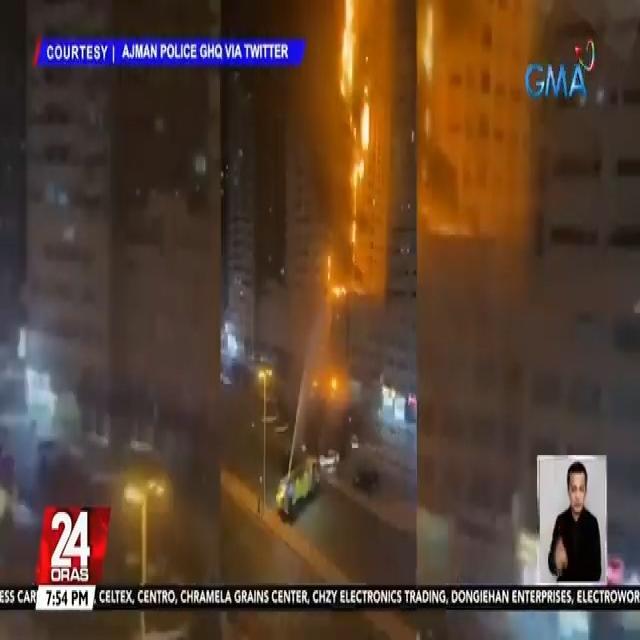 COURTESY | AJMAN POLICE GHQ VIA TWITTER
GMA
24
ORAS
7:54 PM
ESS CAR , CELTEX, CENTRO, CHRAMELA GRAINS CENTER, CHZY ELECTRONICS TRADING, DONGIEHAN ENTERPRISES, ELECTROWOR